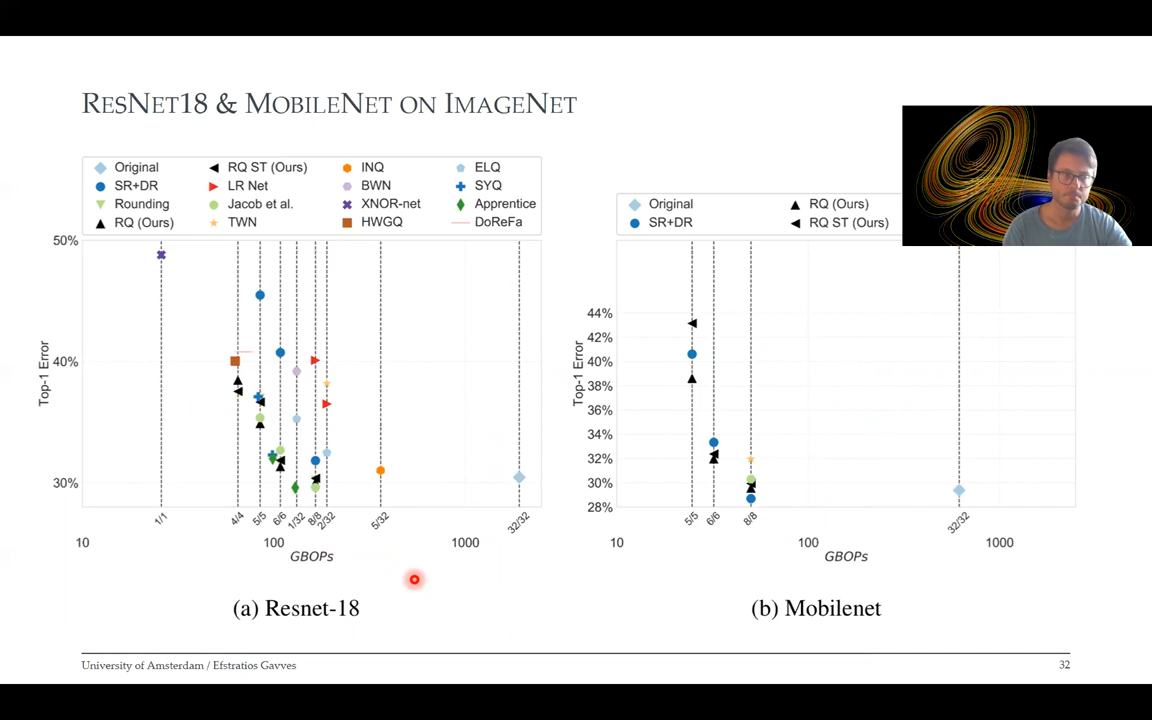 RESNET18 & MOBILENET ON IMAGENET
Original
SR+DR
Rounding
RQ (Ours)
RQ ST (Ours)
LR Net
Jacob et al.
TWN
INQ
BWN
XNOR-net
HWGQ
ELQ
SYQ
Apprentice
DoReFa
50%
40%
30%
Top-1 Error
1/1
4/4
5/5
6/6
1/32
8/8
2/32
5/32
32/32
10
100
1000
GBOPs
(a) Resnet-18
Original
SR+DR
RQ (Ours)
RQ ST (Ours)
44%
42%
40%
38%
36%
34%
32%
30%
28%
Top-1 Error
5/5
6/6
8/8
32/32
10
100
1000
GBOPs
(b) Mobilenet
University of Amsterdam / Efstratios Gavves
32